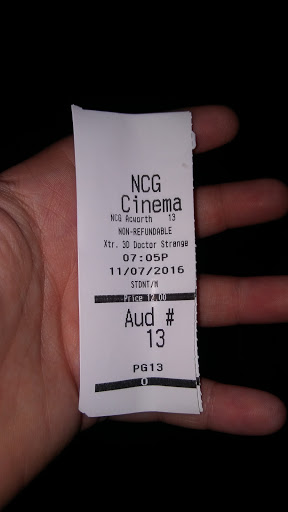 NCG
Cinema
NCG Acworth 13
NON-REFUNDABLE
Xtr. 3D Doctor Strange
07:05P
11/07/2016
STDNT/M
Price 12.00
Aud #
13
PG13
0